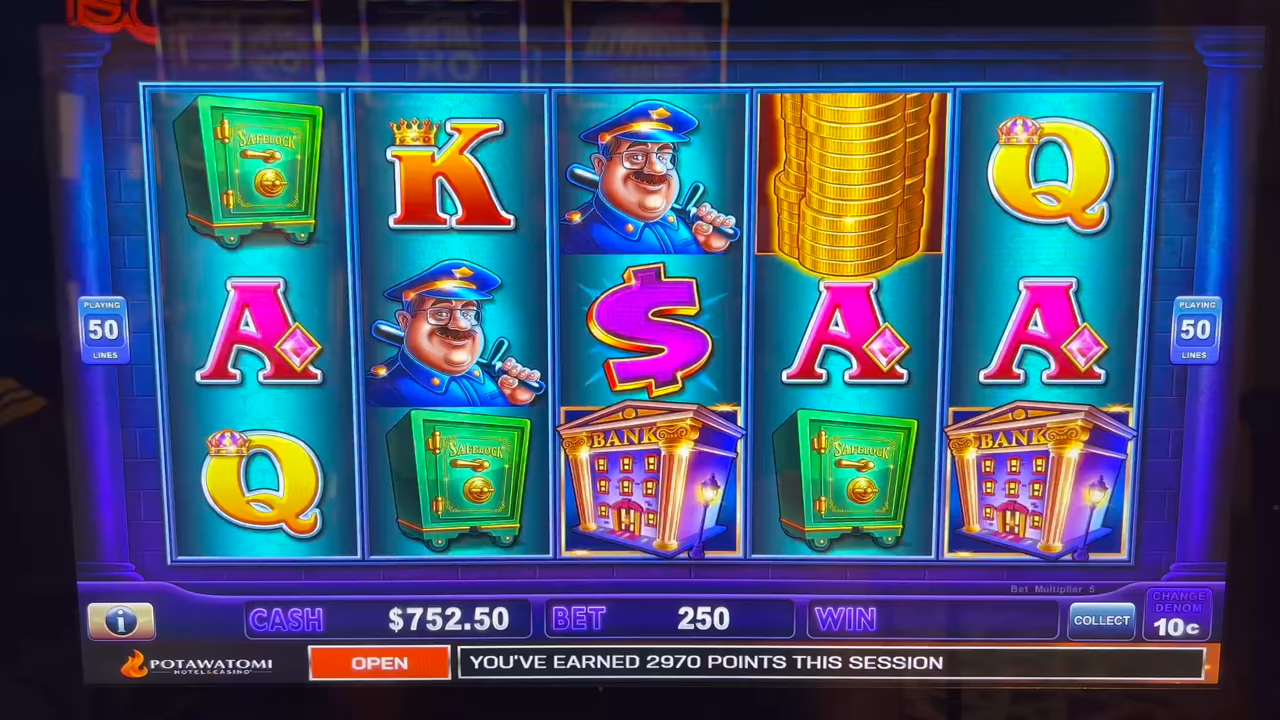 SAFELOCK
K
Q
A
$
A
A
Q
SAFELOCK
BANK
SAFELOCK
BANK
PLAYING
50
LINES
PLAYING
50
LINES
Bet Multiplier 5
CASH $752.50 BET 250 WIN
COLLECT
CHANGE
DENOM
10¢
POTAWATOMI
HOTEL & CASINO
OPEN
YOU'VE EARNED 2970 POINTS THIS SESSION